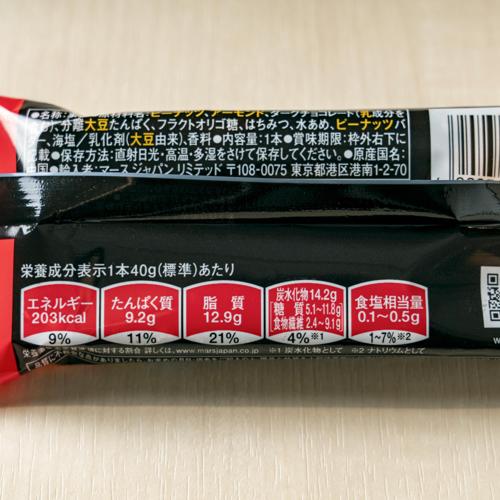 ピーナッツ、アーモンド、ダークチョコレート(乳成分を
分離大豆たんぱく、フラクトオリゴ糖、はちみつ、水あめ、ピーナッツバ
ター、海塩／乳化剤(大豆由来)、香料●内容量:1本●賞味期限:枠外右下に
記載●保存方法:直射日光・高温・多湿をさけて保存してください。●原産国名:
中国●輸入者:マース ジャパン リミテッド 〒108-0075 東京都港区港南1-2-70
栄養成分表示1本40g(標準)あたり
エネルギー
203kcal
9%
たんぱく質
9.2g
11%
脂質
12.9g
21%
炭水化物14.2g
糖質5.1~11.8g
食物繊維2.4~9.1g
4%※1
食塩相当量
0.1~0.5g
1~7%※2
に対する割合 詳しくは、www.marsjapan.co.jp ※1 炭水化物として ※2 ナトリウムとして